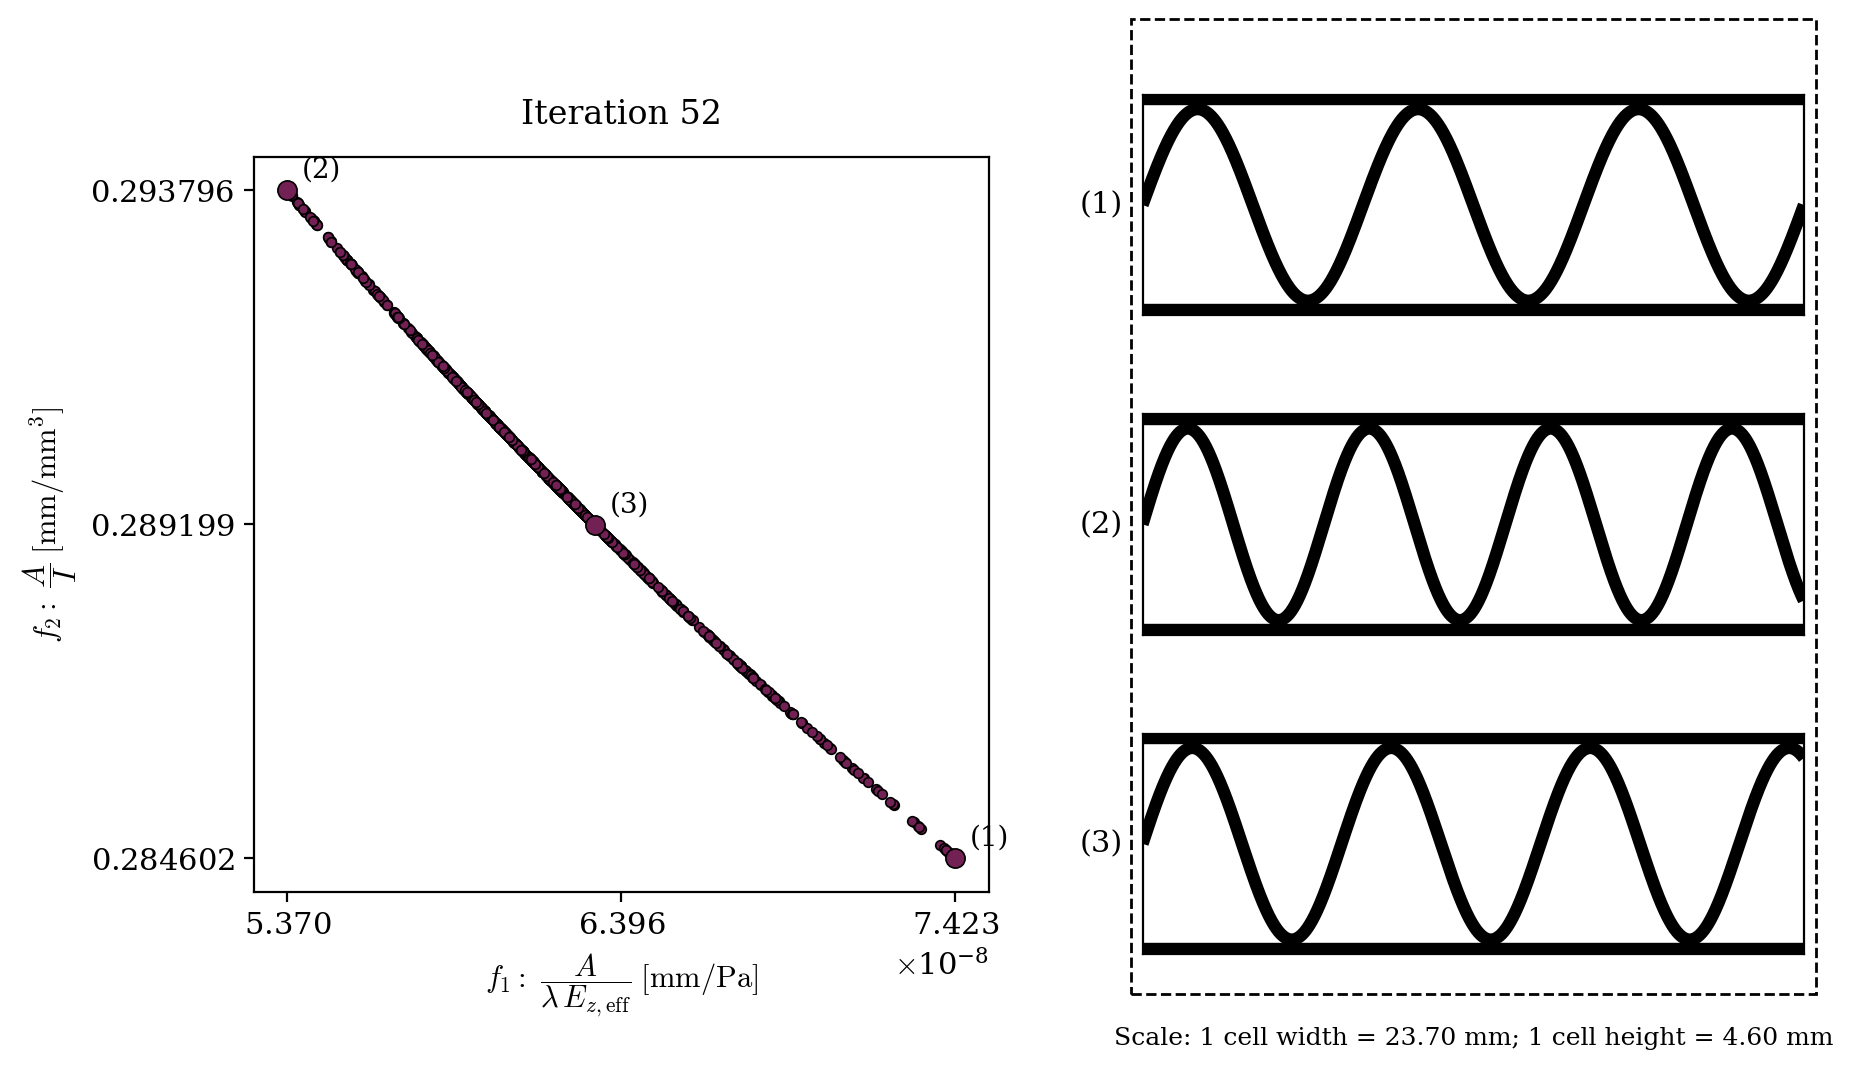 Iteration 52
(2)
0.293796
(3)
0.289199
(1)
0.284602
f₂ : A/I [mm/mm³]
5.370 6.396 7.423
×10⁻⁸
f₁ : A/(λ E_{z, eff}) [mm/Pa]
(1)
(2)
(3)
Scale: 1 cell width = 23.70 mm; 1 cell height = 4.60 mm